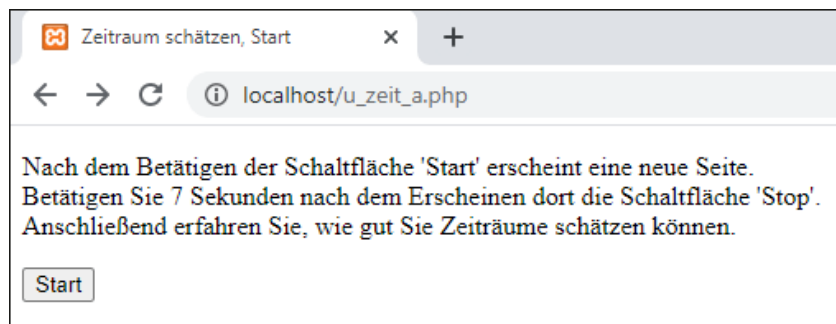 Zeitraum schätzen, Start
localhost/u_zeit_a.php
Nach dem Betätigen der Schaltfläche 'Start' erscheint eine neue Seite.
Betätigen Sie 7 Sekunden nach dem Erscheinen dort die Schaltfläche 'Stop'.
Anschließend erfahren Sie, wie gut Sie Zeiträume schätzen können.
Start